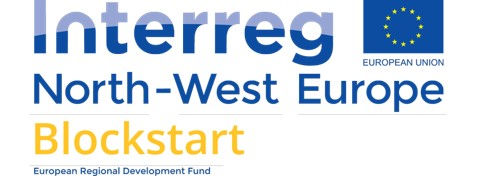 Interreg
EUROPEAN UNION
North-West Europe
Blockstart
European Regional Development Fund